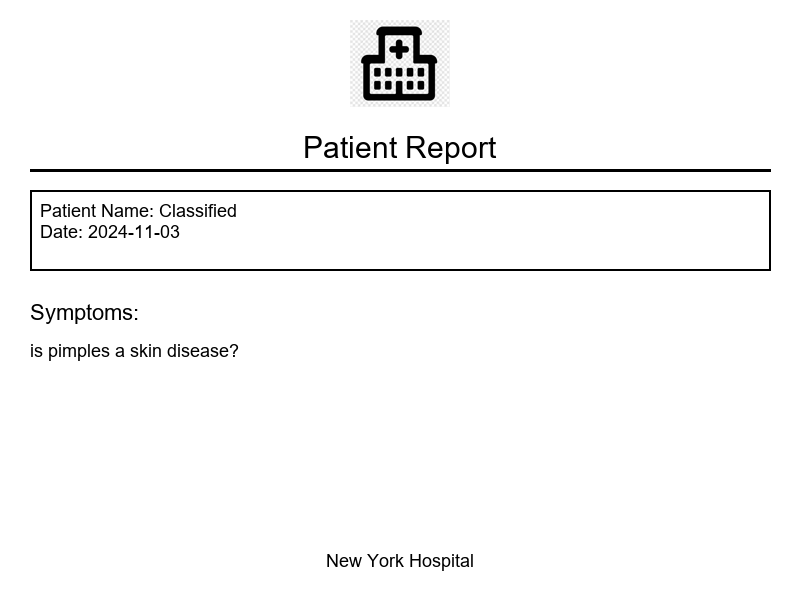 Patient Report
Patient Name: Classified
Date: 2024-11-03
Symptoms:
is pimples a skin disease?
New York Hospital